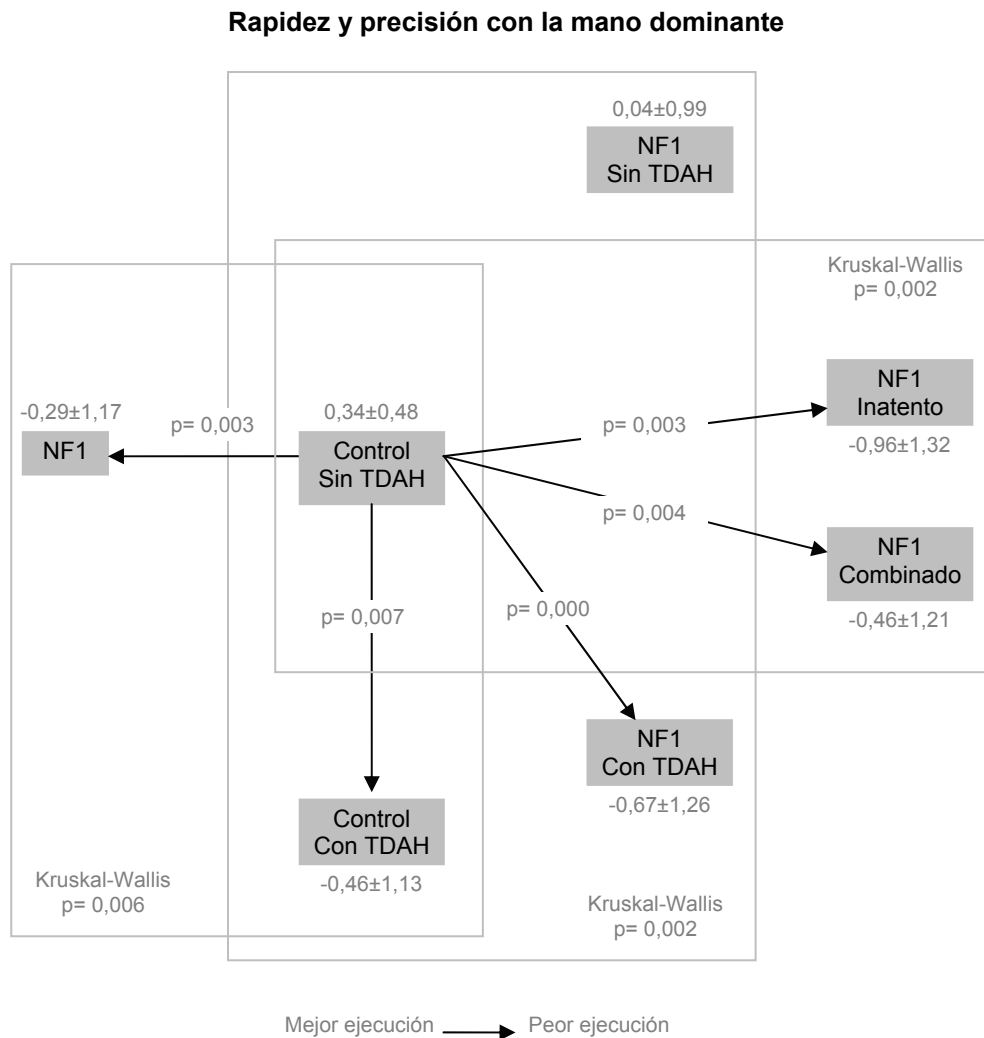 Rapidez y precisión con la mano dominante
0,04±0,99
NF1
Sin TDAH
Kruskal-Wallis
p= 0,002
-0,29±1,17
NF1
p= 0,003
0,34±0,48
Control
Sin TDAH
p= 0,003
NF1
Inatento
-0,96±1,32
p= 0,004
NF1
Combinado
-0,46±1,21
p= 0,007
p= 0,000
NF1
Con TDAH
-0,67±1,26
Control
Con TDAH
-0,46±1,13
Kruskal-Wallis
p= 0,006
Kruskal-Wallis
p= 0,002
Mejor ejecución
Peor ejecución